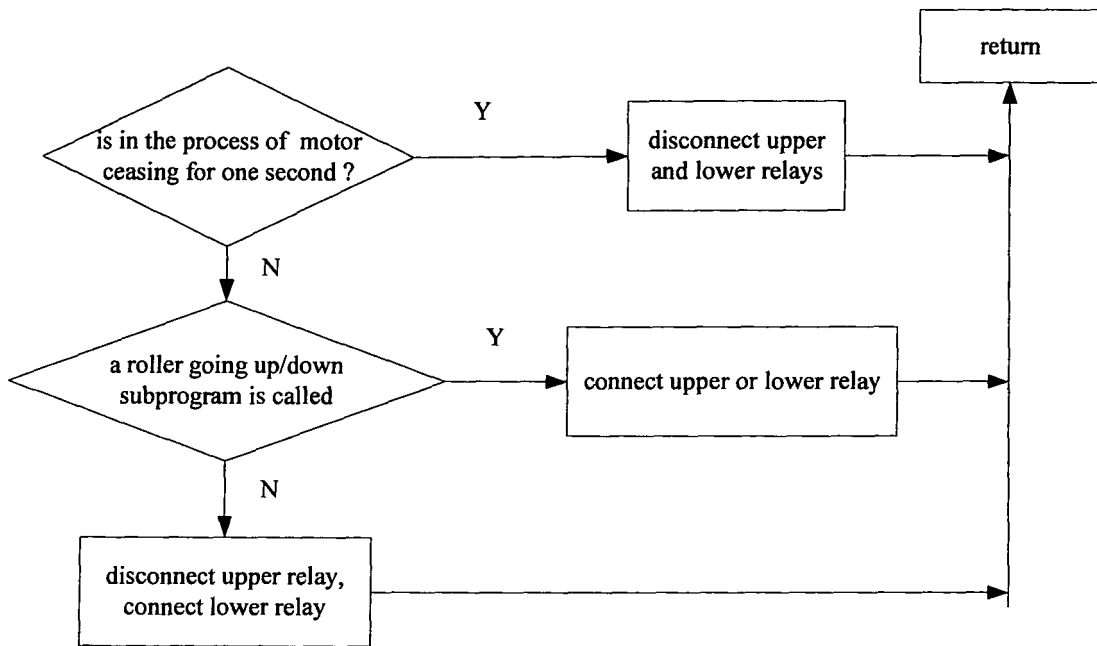 return
is in the process of motor
ceasing for one second ?
Y
disconnect upper
and lower relays
N
a roller going up/down
subprogram is called
Y
connect upper or lower relay
N
disconnect upper relay,
connect lower relay